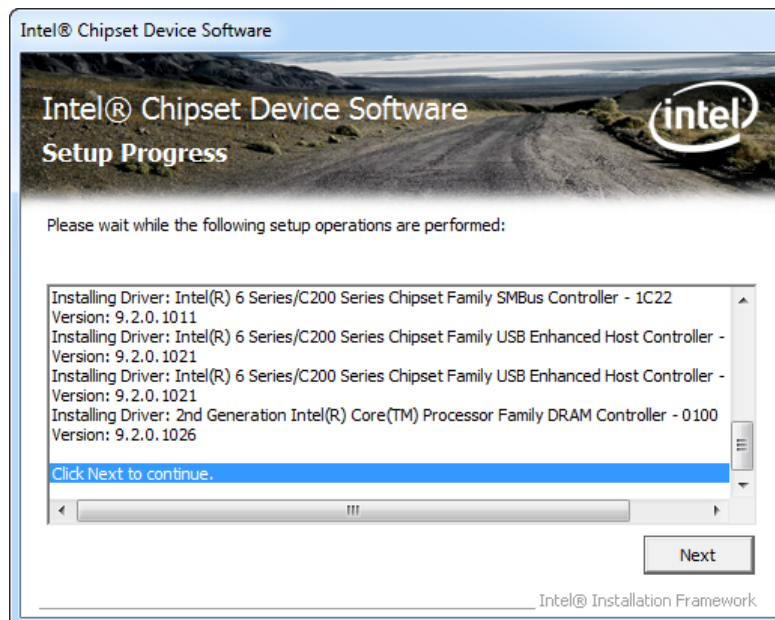 Intel® Chipset Device Software
Intel® Chipset Device Software
intel®
Setup Progress
Please wait while the following setup operations are performed:
Installing Driver: Intel(R) 6 Series/C200 Series Chipset Family SMBus Controller - 1C22
Version: 9.2.0.1011
Installing Driver: Intel(R) 6 Series/C200 Series Chipset Family USB Enhanced Host Controller -
Version: 9.2.0.1021
Installing Driver: Intel(R) 6 Series/C200 Series Chipset Family USB Enhanced Host Controller -
Version: 9.2.0.1021
Installing Driver: 2nd Generation Intel(R) Core(TM) Processor Family DRAM Controller - 0100
Version: 9.2.0.1026
Click Next to continue.
Next
Intel® Installation Framework